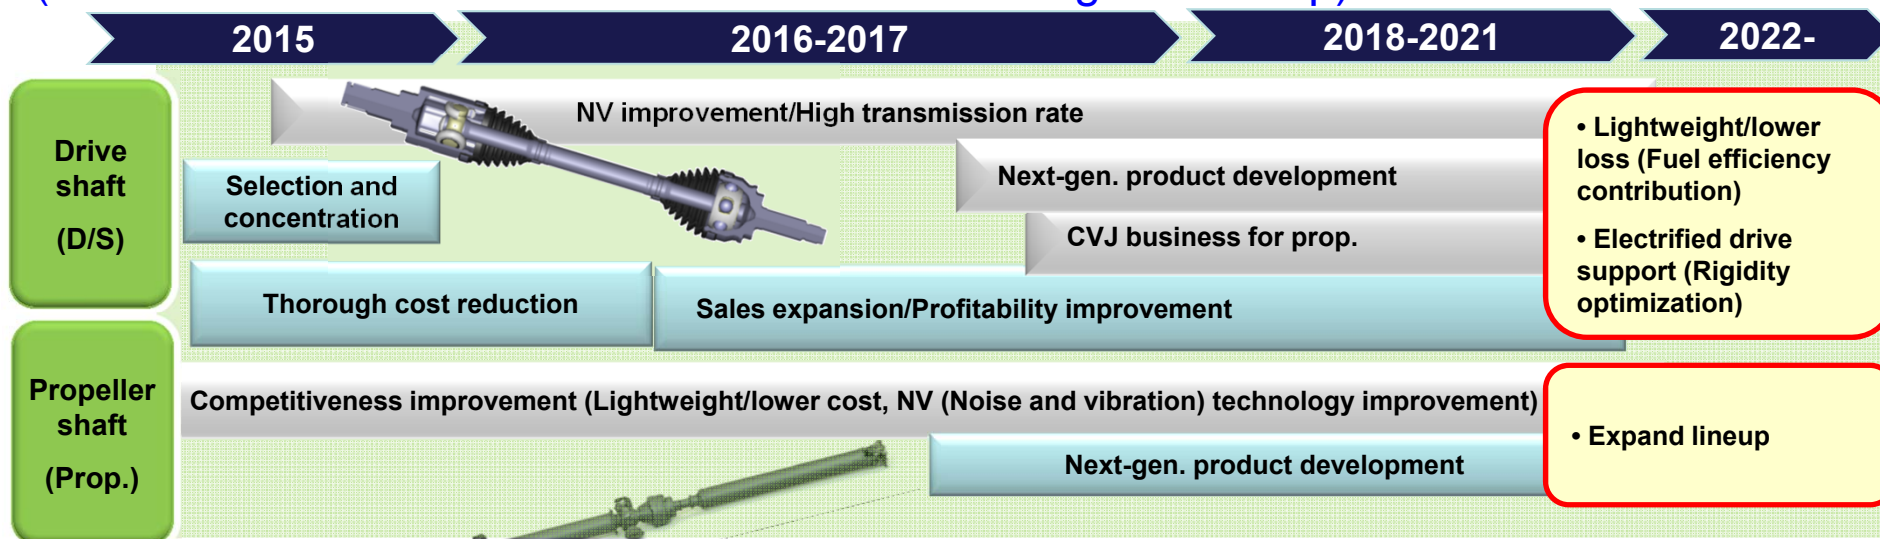 2015
2016-2017
2018-2021
2022-
Drive
shaft
(D/S)
NV improvement/High transmission rate
Selection and
concentration
Next-gen. product development
CVJ business for prop.
Thorough cost reduction
Sales expansion/Profitability improvement
• Lightweight/lower
loss (Fuel efficiency
contribution)
• Electrified drive
support (Rigidity
optimization)
Propeller
shaft
(Prop.)
Competitiveness improvement (Lightweight/lower cost, NV (Noise and vibration) technology improvement)
Next-gen. product development
• Expand lineup